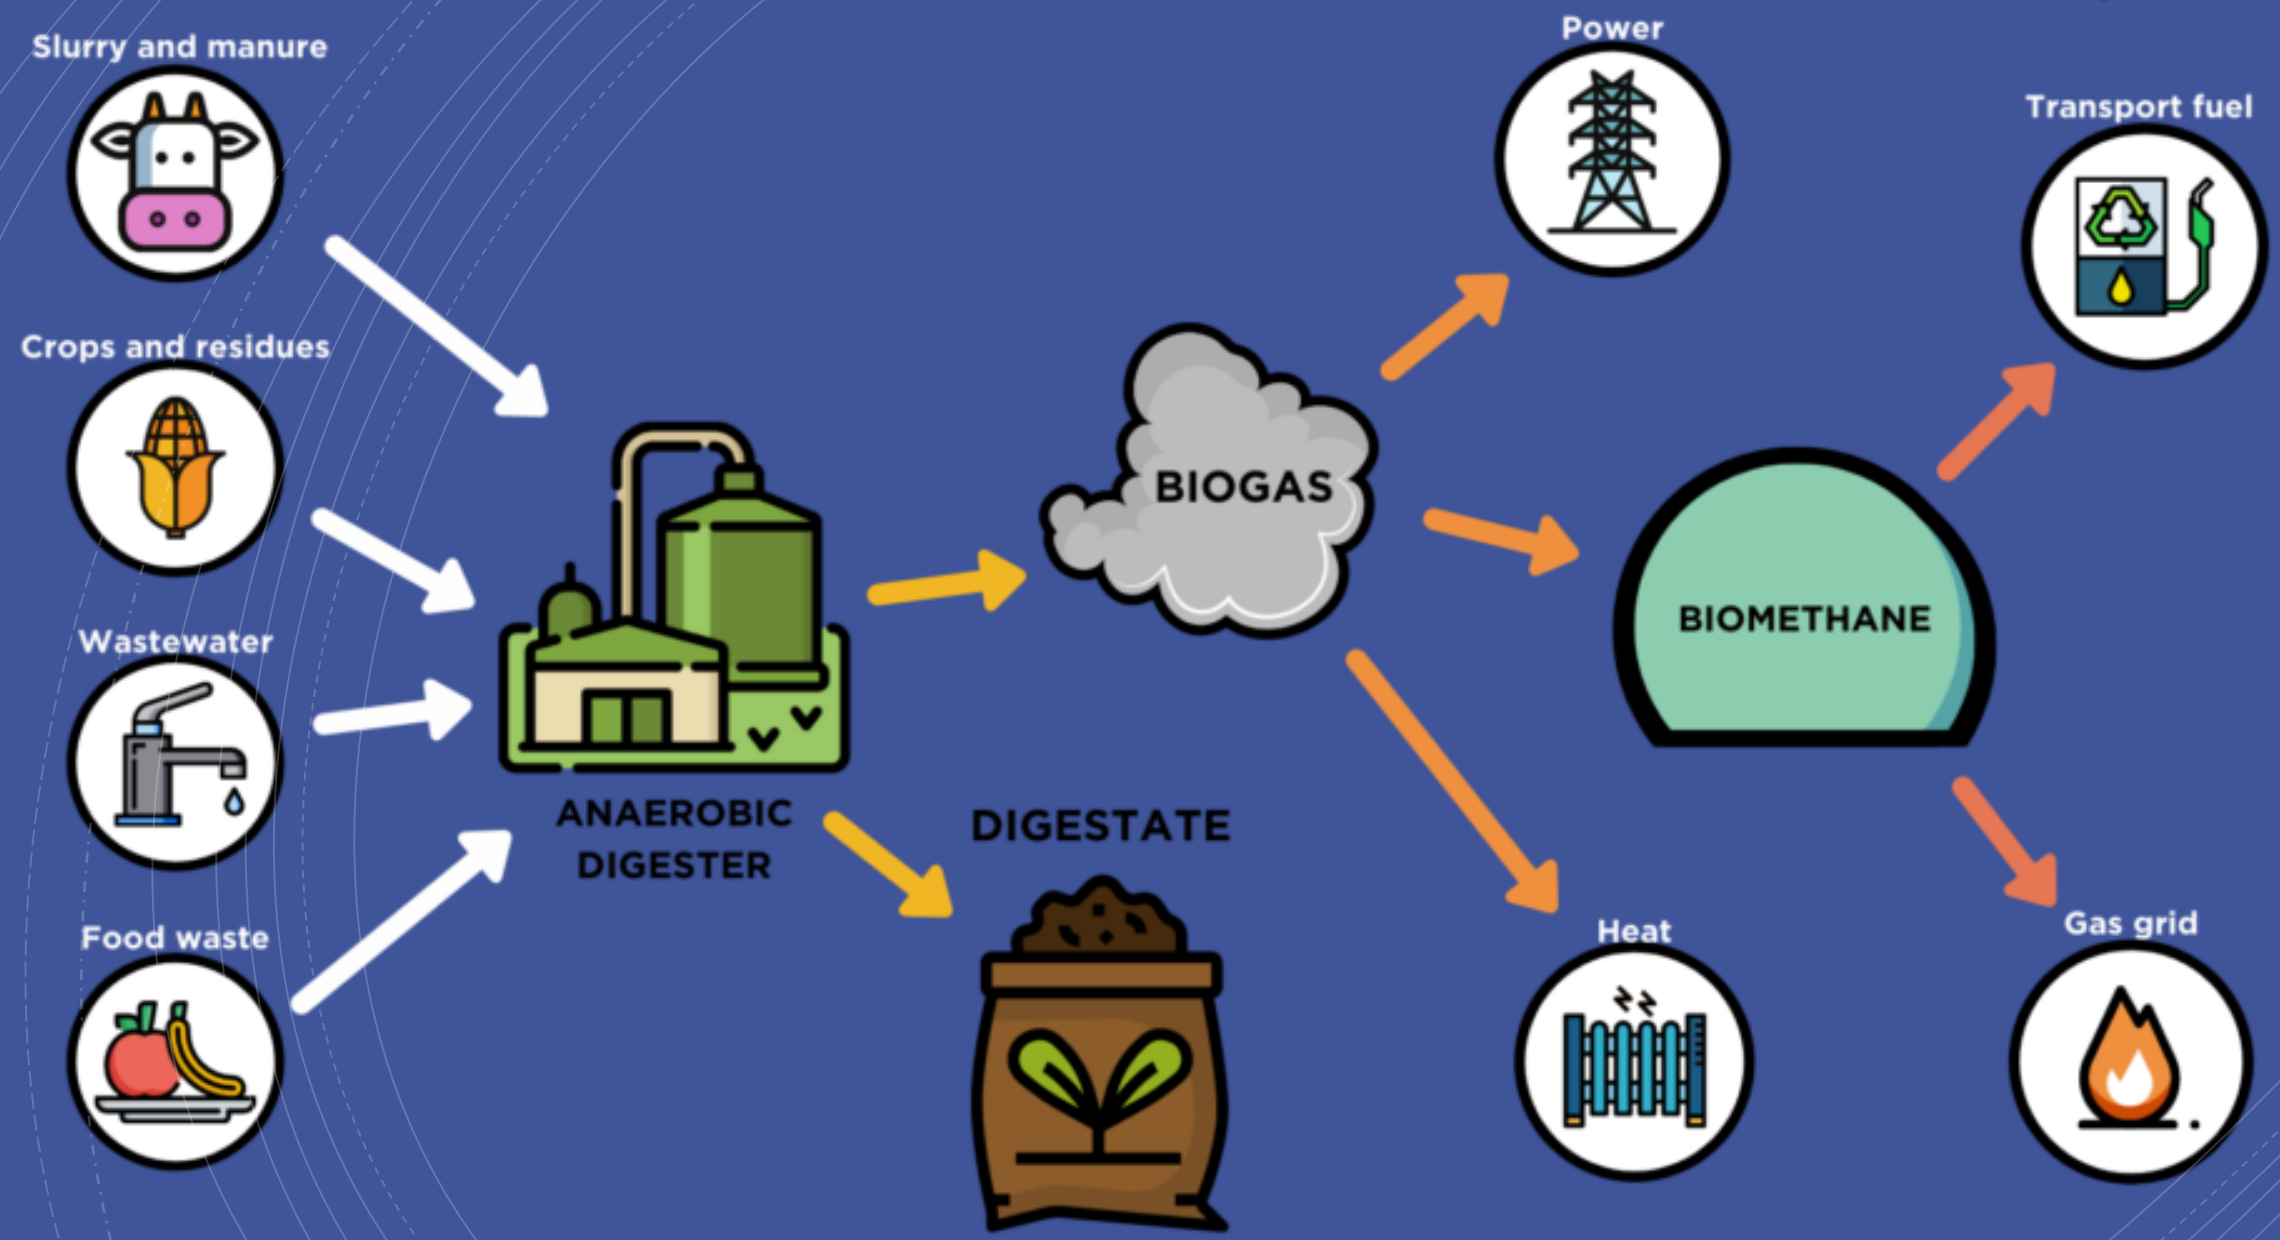 Slurry and manure
Crops and residues
Wastewater
Food waste
ANAEROBIC
DIGESTER
BIOGAS
DIGESTATE
Power
Heat
BIOMETHANE
Transport fuel
Gas grid